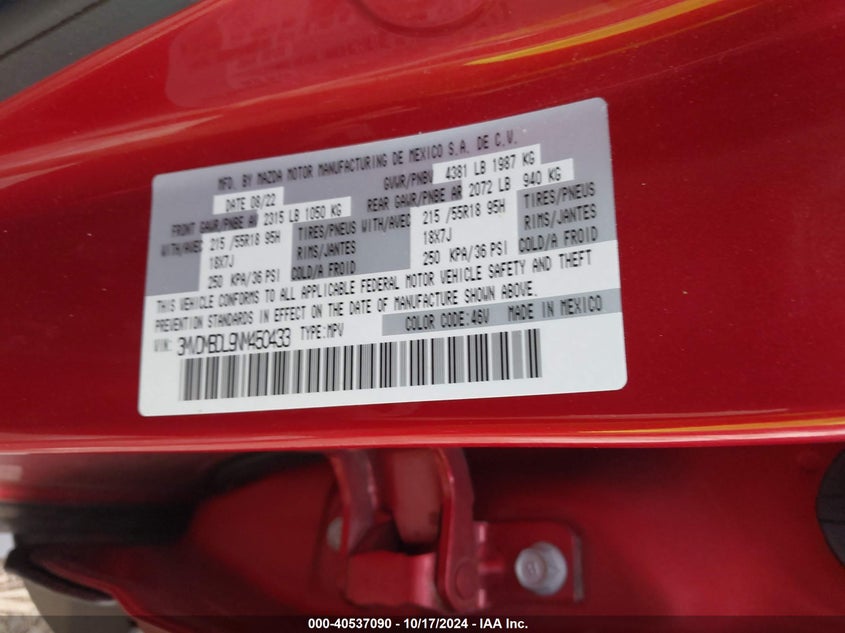 MFD. BY MAZDA MOTOR MANUFACTURING DE MEXICO S.A. DE C.V.
DATE 08/22 GVWR/PNBV 4381 LB 1987 KG
FRONT GAWR/PNBE AV 2315 LB 1050 KG REAR GAWR/PNBE AR 2072 LB 940 KG
WITH/AVEC 215 /55R18 95H TIRES/PNEUS WITH/AVEC 215 /55R18 95H TIRES/PNEUS
18X7J RIMS/JANTES 18X7J RIMS/JANTES
250 KPA/36 PSI COLD/A FROID 250 KPA/36 PSI COLD/A FROID
THIS VEHICLE CONFORMS TO ALL APPLICABLE FEDERAL MOTOR VEHICLE SAFETY AND THEFT
PREVENTION STANDARDS IN EFFECT ON THE DATE OF MANUFACTURE SHOWN ABOVE.
VIN: 3MVDMBDL9NM450433 TYPE:MPV COLOR CODE:46V MADE IN MEXICO
000-40537090 - 10/17/2024 - IAA Inc.